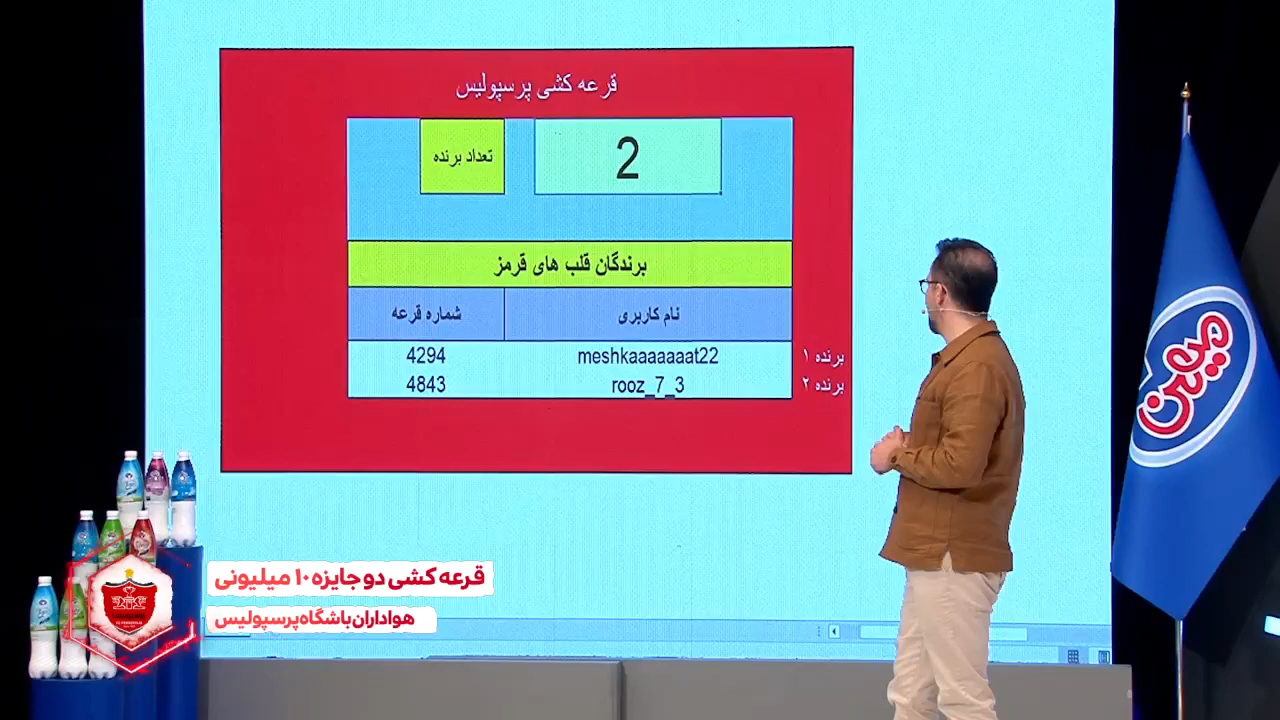 قرعه کشی پرسپولیس
تعداد برنده
2
برندگان قلب های قرمز
شماره قرعه
نام کاربری
4294
meshkaaaaaaat22
برنده ۱
4843
rooz_7_3
برنده ۲
میهن
قرعه کشی دو جایزه ۱۰ میلیونی
هواداران باشگاه پرسپولیس